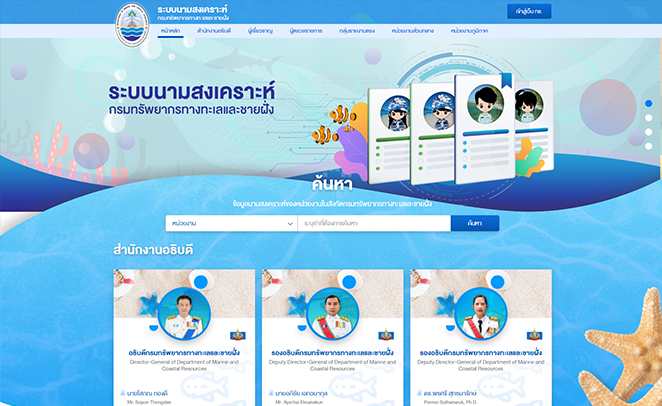 ระบบนามสงเคราะห์
กรมทรัพยากรทางทะเลและชายฝั่ง
เข้าสู่เว็บ ทช.
หน้าหลัก สำนักงานอธิบดี ผู้เชี่ยวชาญ ผู้ตรวจราชการ กลุ่มรายงานตรง หน่วยงานส่วนกลาง หน่วยงานภูมิภาค
ระบบนามสงเคราะห์
กรมทรัพยากรทางทะเลและชายฝั่ง
ค้นหา
ข้อมูลนามสงเคราะห์ของหน่วยงานในสังกัดกรมทรัพยากรทางทะเลและชายฝั่ง
หน่วยงาน ระบุคำที่ต้องการค้นหา ค้นหา
สำนักงานอธิบดี
อธิบดีกรมทรัพยากรทางทะเลและชายฝั่ง
Director-General of Department of Marine and
Coastal Resources
นายโสภณ ทองดี
Mr. Sopon Thongdee
รองอธิบดีกรมทรัพยากรทางทะเลและชายฝั่ง
Deputy Director-General of Department of Marine and
Coastal Resources
นายอภิชัย เอกวนากุล
Mr. Apichai Ekvanakun
รองอธิบดีกรมทรัพยากรทางทะเลและชายฝั่ง
Deputy Director-General of Department of Marine and
Coastal Resources
ดร.พรศรี สุทธนารักษ์
Pornsri Suthanaruk, Ph.D.